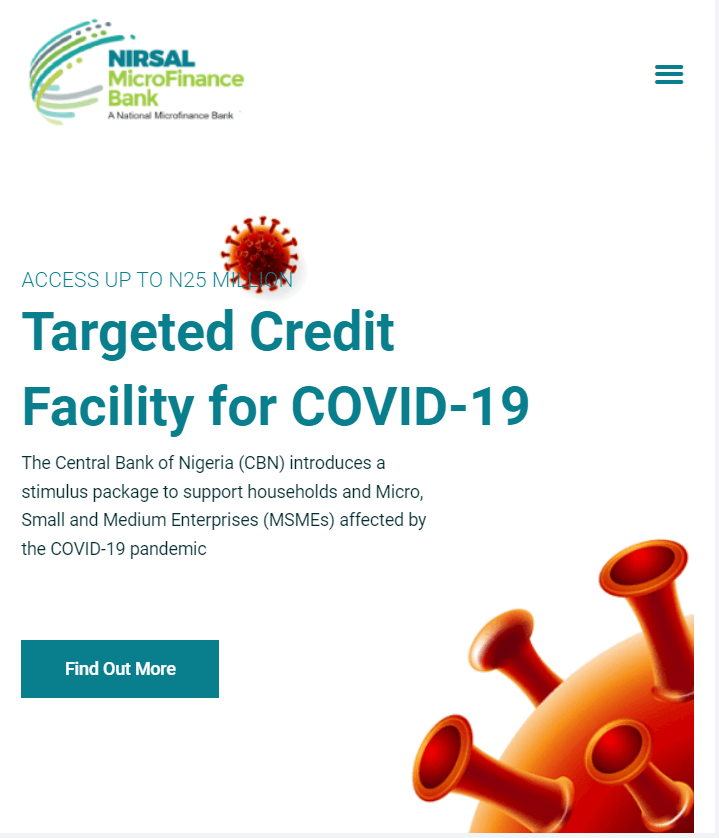 NIRSAL
MicroFinance
Bank
A National Microfinance Bank
ACCESS UP TO N25 MILLION
Targeted Credit
Facility for COVID-19
The Central Bank of Nigeria (CBN) introduces a
stimulus package to support households and Micro,
Small and Medium Enterprises (MSMEs) affected by
the COVID-19 pandemic
Find Out More